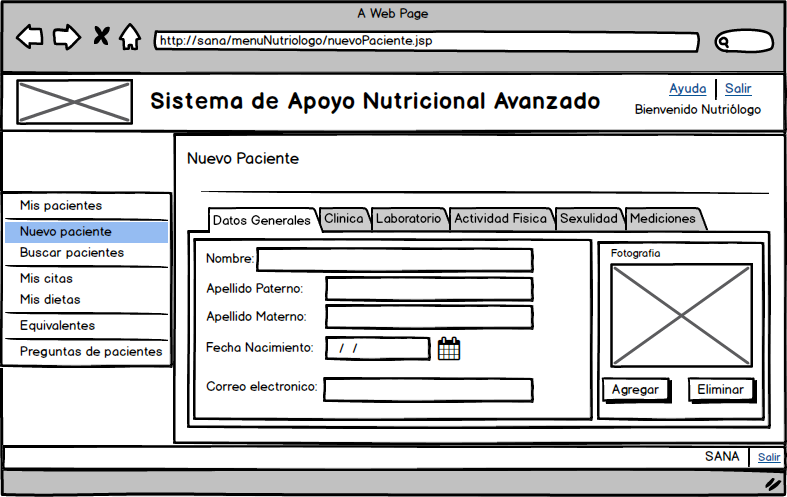 A Web Page
http://sana/menuNutriologo/nuevoPaciente.jsp
Ayuda Salir
Sistema de Apoyo Nutricional Avanzado
Bienvenido Nutriólogo
Nuevo Paciente
Mis pacientes
Nuevo paciente
Buscar pacientes
Mis citas
Mis dietas
Equivalentes
Preguntas de pacientes
Datos Generales Clinica Laboratorio Actividad Fisica Sexulidad Mediciones
Nombre:
Apellido Paterno:
Apellido Materno:
Fecha Nacimiento: / /
Correo electronico:
Fotografia
Agregar Eliminar
SANA Salir